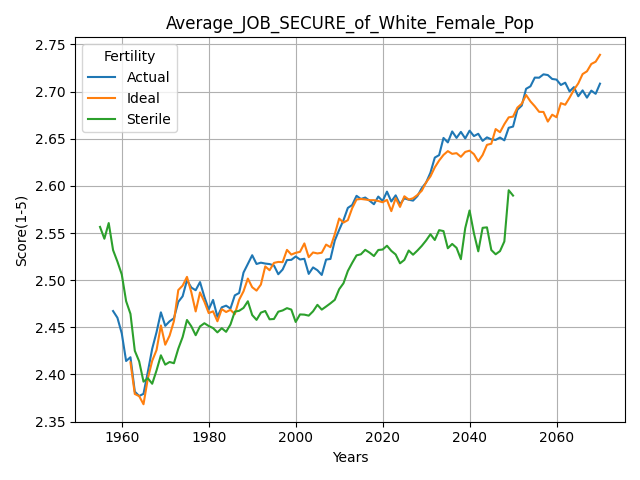 Average_JOB_SECURE_of_White_Female_Pop
Score(1-5)
2.75
2.70
2.65
2.60
2.55
2.50
2.45
2.40
2.35
Fertility
Actual
Ideal
Sterile
1960 1980 2000 2020 2040 2060
Years